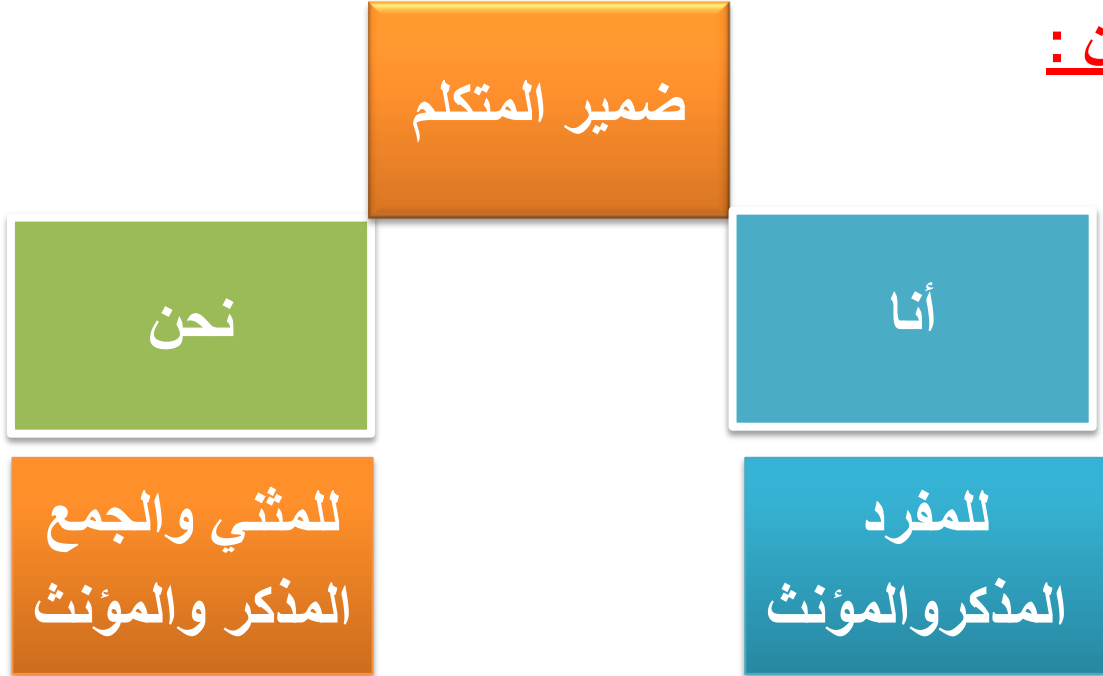 ضمير المتكلم
أنا
نحن
للمفرد
المذكروالمؤنث
للمثني والجمع
المذكر والمؤنث